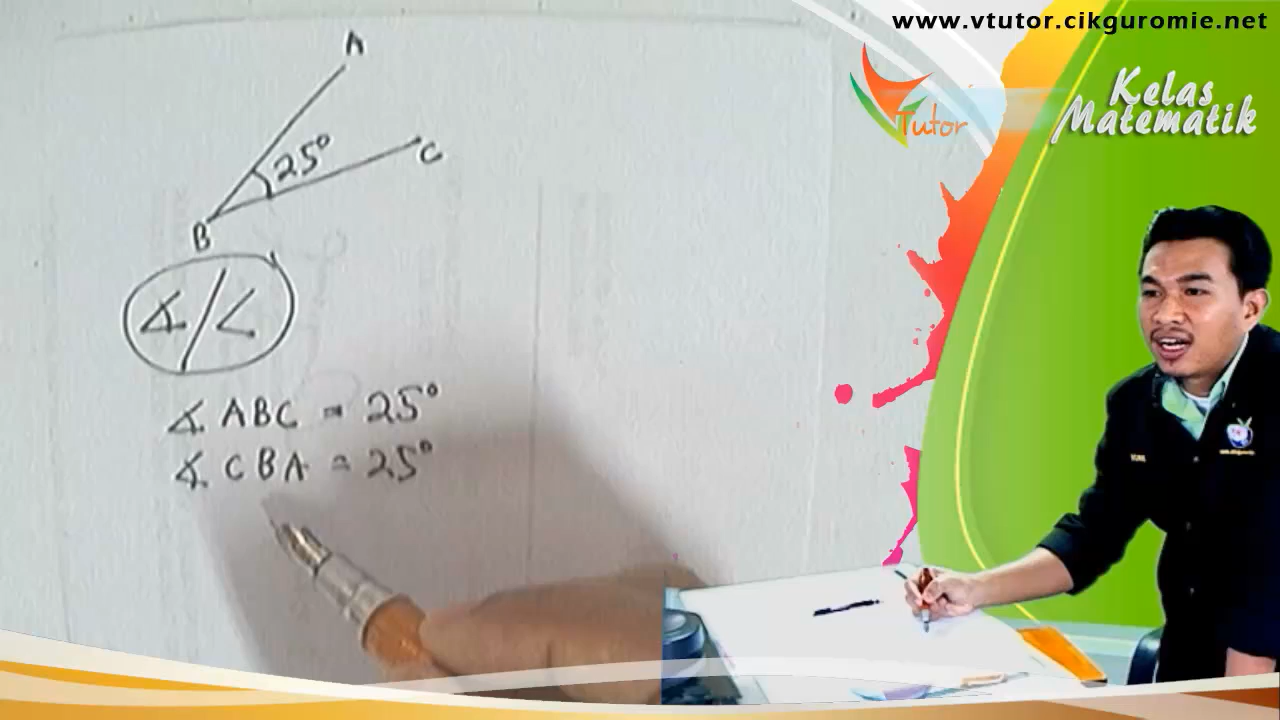 www.vtutor.cikguromie.net
Tutor
Kelas
Matematik
A
25°
C
B
∡/<
∡ ABC = 25°
∡ CBA = 25°